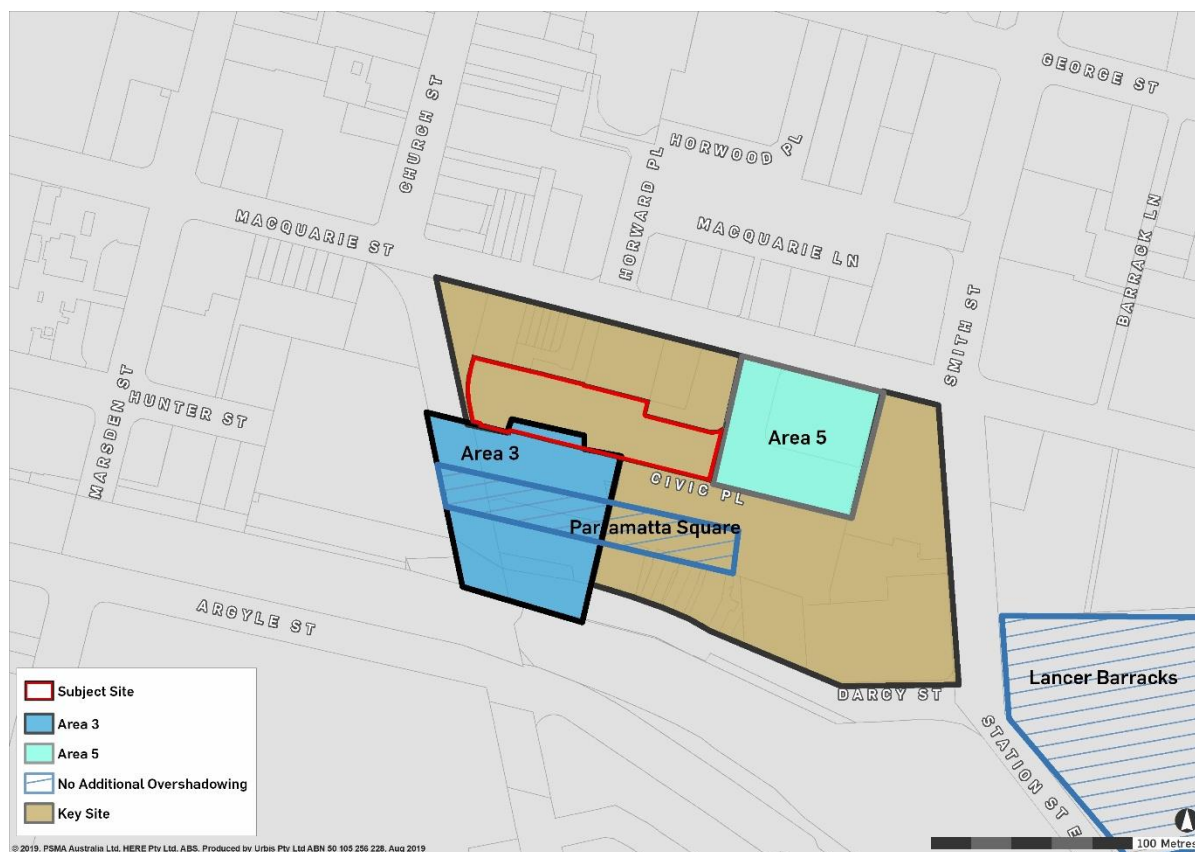 GEORGE ST
CHURCH ST
HORWOOD PL
HORWARD PL
MACQUARIE ST
MACQUARIE LN
BARRACK LN
SMITH ST
MARSDEN ST
HUNTER ST
Area 5
Area 3
CIVIC PL
Parramatta Square
ARGYLE ST
Lancer Barracks
DARCY ST
STATION ST E
Subject Site
Area 3
Area 5
No Additional Overshadowing
Key Site
100 Metres
© 2019. PSMA Australia Ltd, HERE Pty Ltd. ABS. Produced by Urbis Pty Ltd ABN 50 105 256 228, Aug 2019